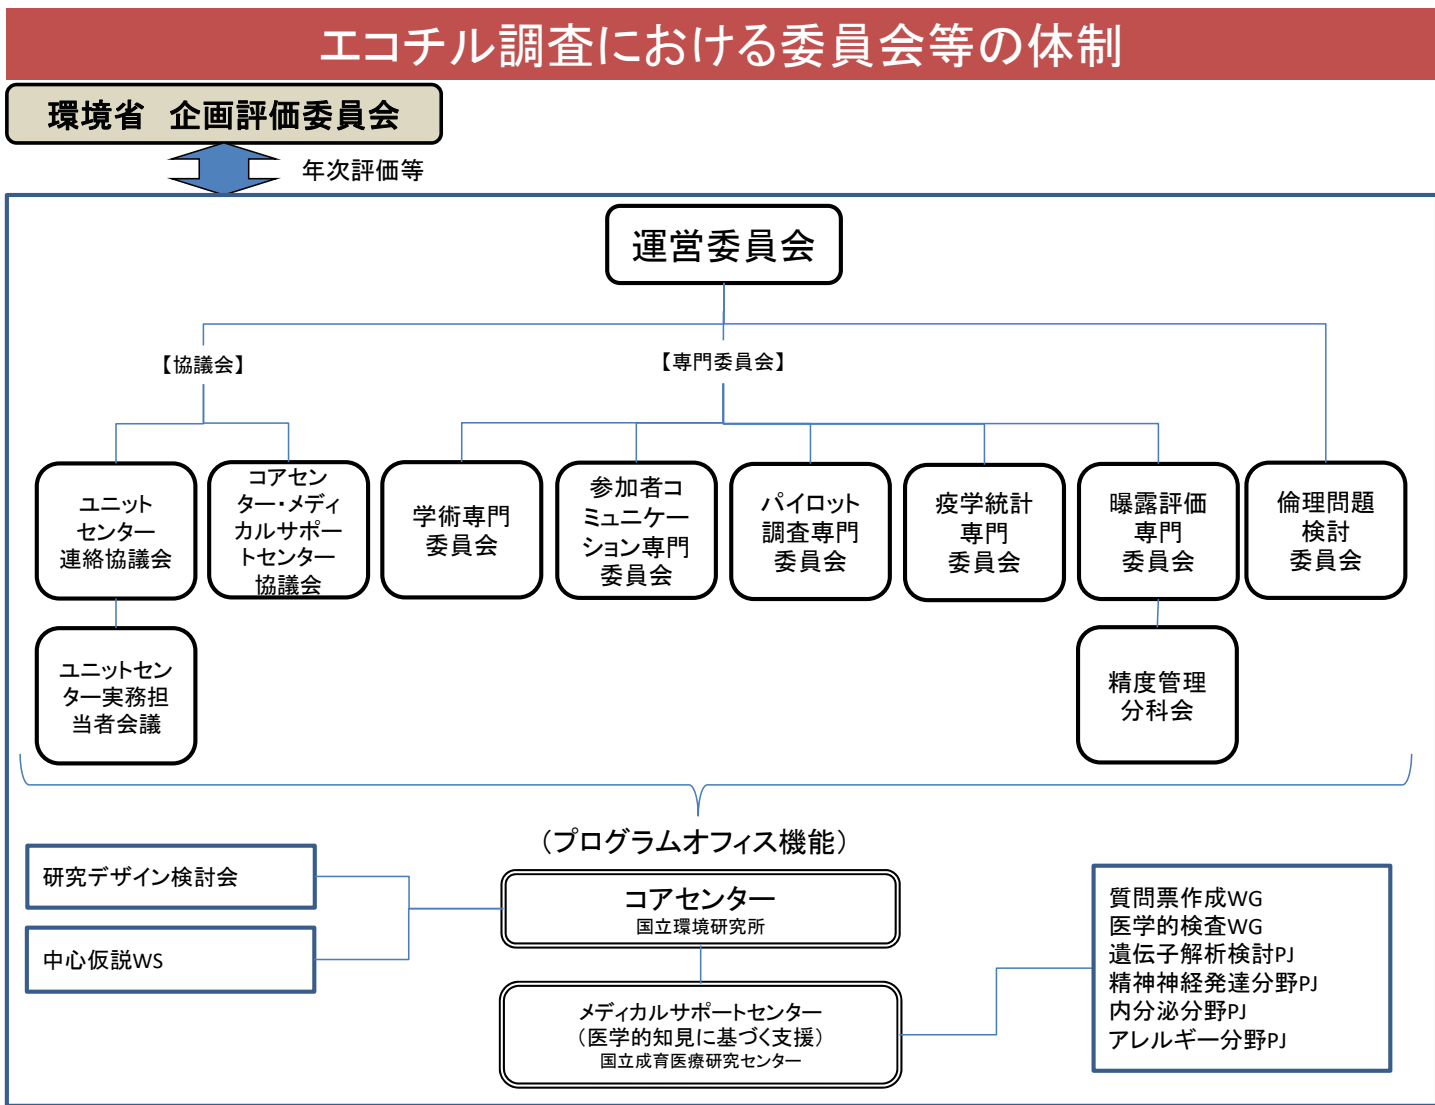 エコチル調査における委員会等の体制
環境省　企画評価委員会
年次評価等
運営委員会
【協議会】
【専門委員会】
ユニット
センター
連絡協議会
コアセン
ター・メディ
カルサポー
トセンター
協議会
学術専門
委員会
参加者コ
ミュニケー
ション専門
委員会
パイロット
調査専門
委員会
疫学統計
専門
委員会
曝露評価
専門
委員会
倫理問題
検討
委員会
ユニットセン
ター実務担
当者会議
精度管理
分科会
（プログラムオフィス機能）
研究デザイン検討会
中心仮説WS
コアセンター
国立環境研究所
メディカルサポートセンター
（医学的知見に基づく支援）
国立成育医療研究センター
質問票作成WG
医学的検査WG
遺伝子解析検討PJ
精神神経発達分野PJ
内分泌分野PJ
アレルギー分野PJ